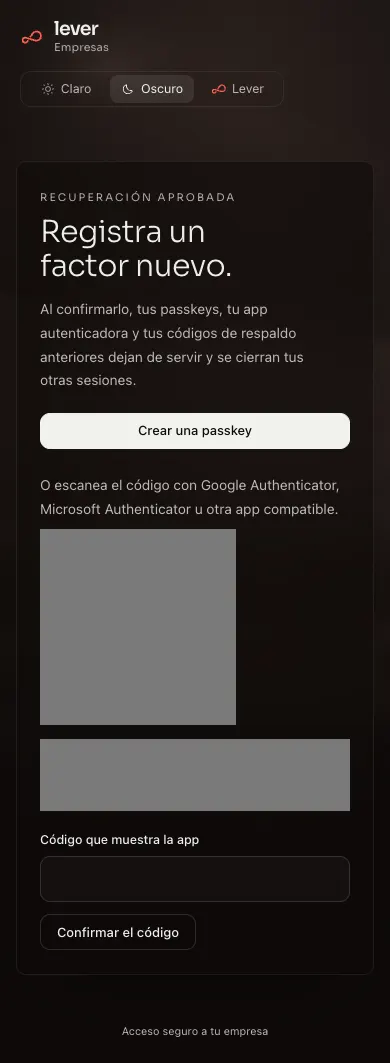 lever
Empresas
Claro
Oscuro
Lever
RECUPERACIÓN APROBADA
Registra un
factor nuevo.
Al confirmarlo, tus passkeys, tu app
autenticadora y tus códigos de respaldo
anteriores dejan de servir y se cierran tus
otras sesiones.
Crear una passkey
O escanea el código con Google Authenticator,
Microsoft Authenticator u otra app compatible.
Código que muestra la app
Confirmar el código
Acceso seguro a tu empresa